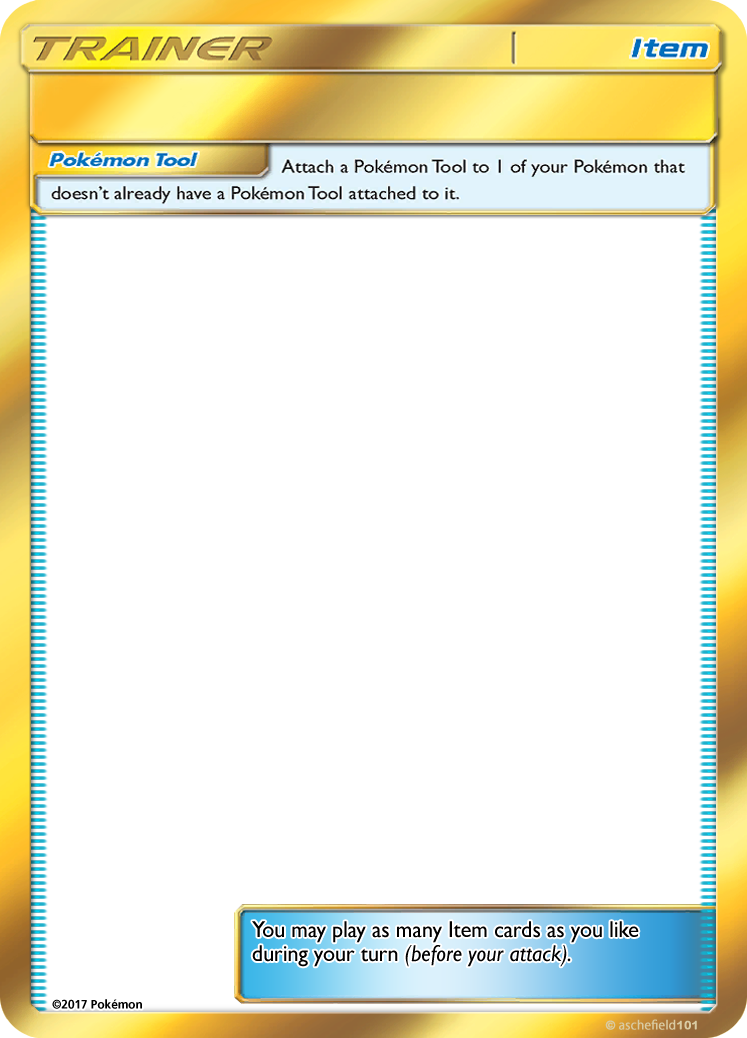 TRAINER
Item
Pokémon Tool
Attach a Pokémon Tool to 1 of your Pokémon that
doesn't already have a Pokémon Tool attached to it.
You may play as many Item cards as you like
during your turn (before your attack).
©2017 Pokémon
© aschefield101